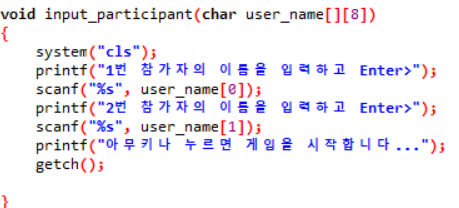 void input_participant(char user_name[][8])
{
system("cls");
printf("1번 참가자의 이름을 입력하고 Enter>");
scanf("%s", user_name[0]);
printf("2번 참가자의 이름을 입력하고 Enter>");
scanf("%s", user_name[1]);
printf("아무키나 누르면 게임을 시작합니다...");
getch();
}